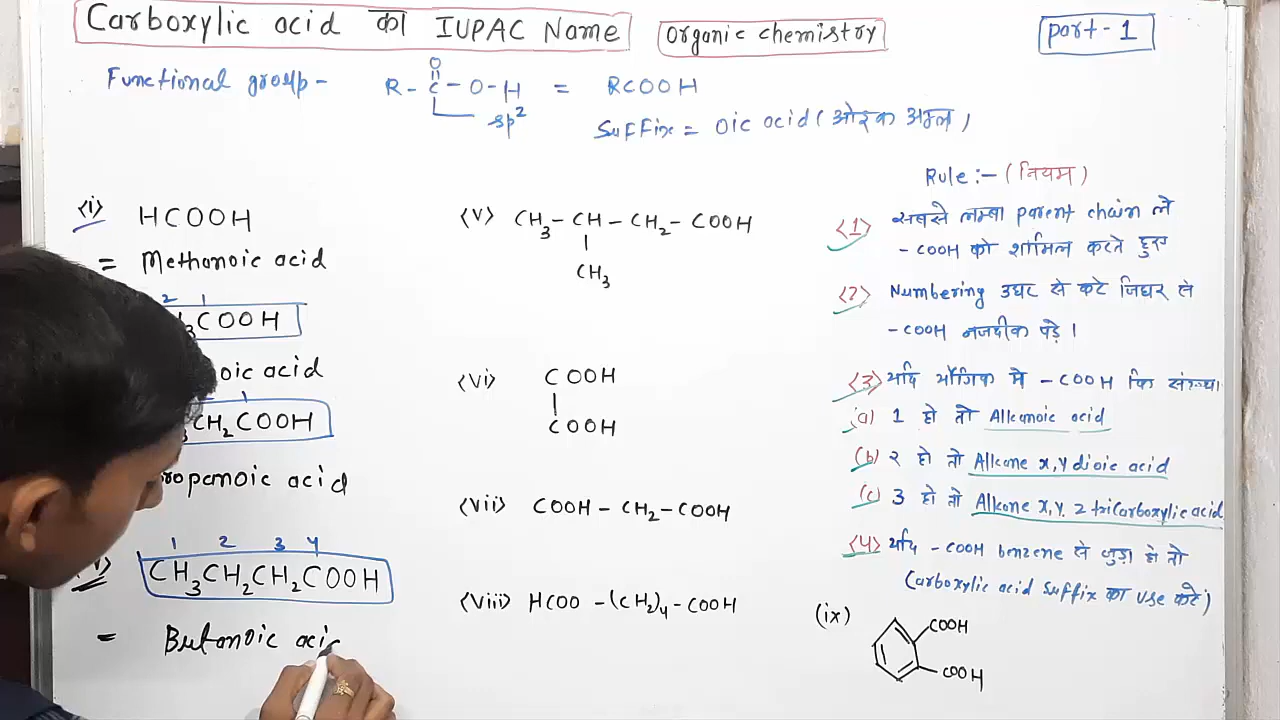 Carboxylic acid का IUPAC Name
Organic chemistry
part-1
Functional group-
O
R - C - O - H = RCOOH
sp²
Suffix = Oic acid (ओइक अम्ल)
<i> HCOOH
= Methanoic acid
2 1
COOH
oic acid
1
CH₂COOH
ropanoic acid
1 2 3 4
CH₃CH₂CH₂COOH
= Butanoic aci
<v> CH₃ - CH - CH₂ - COOH
CH₃
<vi> COOH
COOH
<vii> COOH - CH₂ - COOH
<viii> HCOO -(CH₂)₄-COOH
Rule :- (नियम)
<1> सबसे लम्बा parent chain ले
-COOH को शामिल करते हुए
<2> Numbering उधर से करे जिधर से
-COOH नजदीक पड़े।
<3> यदि यौगिक मे -COOH कि संख्या
(a) 1 हो तो Alkanoic acid
(b) २ हो तो Alkane x,y dioic acid
(c) 3 हो तो Alkane x,y,z tricarboxylic acid
<4> यदि -COOH benzene से जुड़ा हो तो
Carboxylic acid suffix का use करे)
(ix)
COOH
COOH